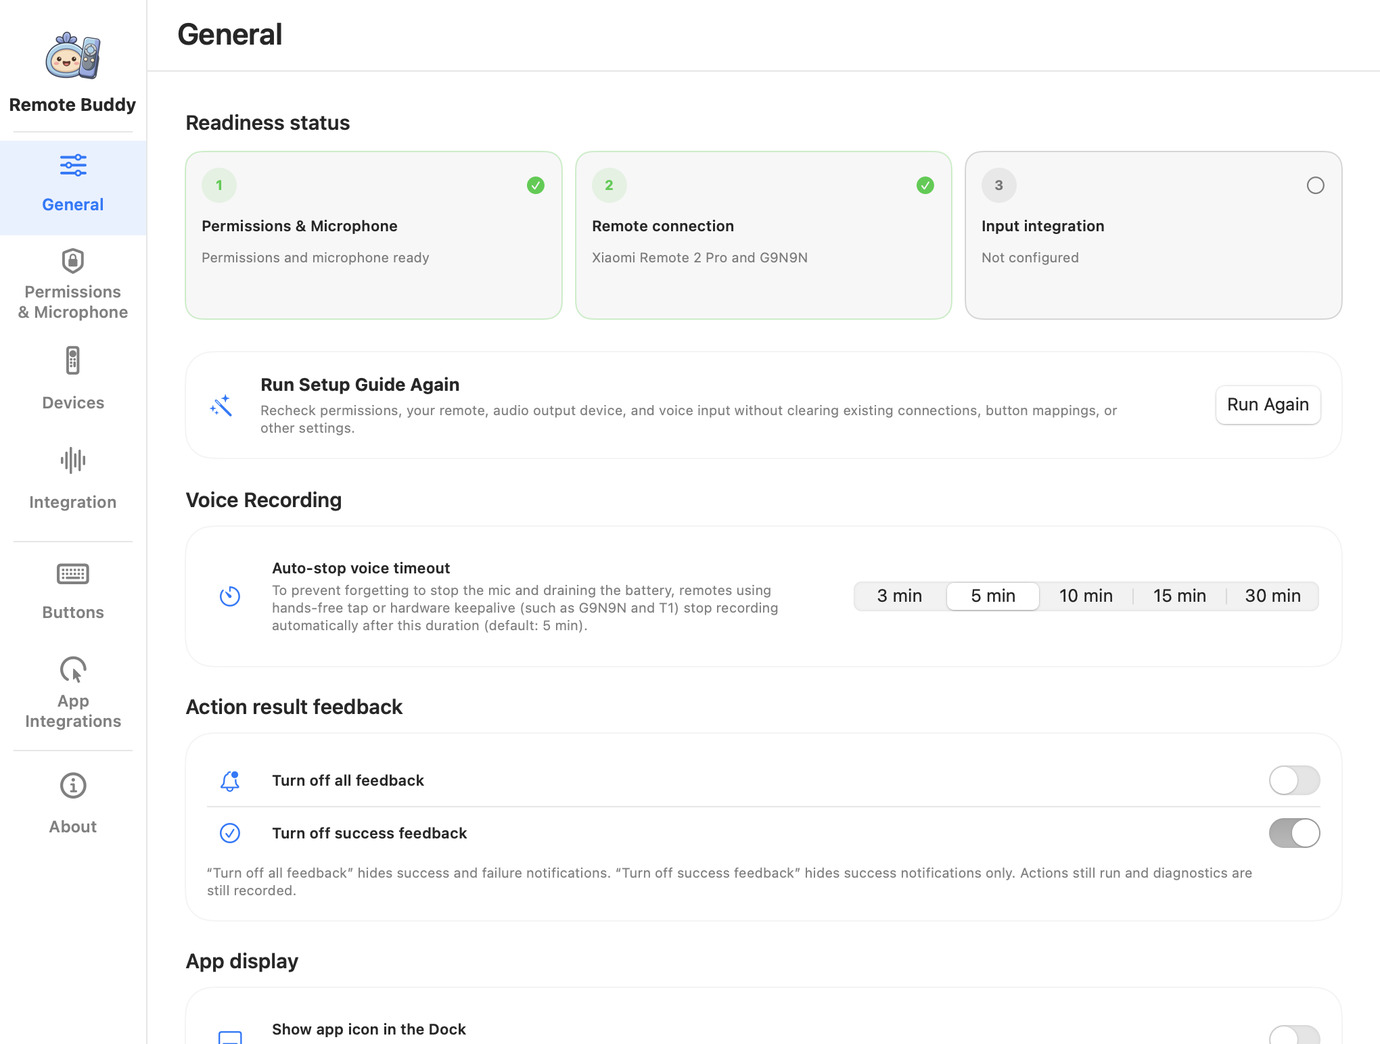 General
Remote Buddy
General
Permissions
& Microphone
Devices
Integration
Buttons
App
Integrations
About
Readiness status
1
Permissions & Microphone
Permissions and microphone ready
2
Remote connection
Xiaomi Remote 2 Pro and G9N9N
3
Input integration
Not configured
Run Setup Guide Again
Recheck permissions, your remote, audio output device, and voice input without clearing existing connections, button mappings, or
other settings.
Run Again
Voice Recording
Auto-stop voice timeout
To prevent forgetting to stop the mic and draining the battery, remotes using
hands-free tap or hardware keepalive (such as G9N9N and T1) stop recording
automatically after this duration (default: 5 min).
3 min
5 min
10 min
15 min
30 min
Action result feedback
Turn off all feedback
Turn off success feedback
“Turn off all feedback” hides success and failure notifications. “Turn off success feedback” hides success notifications only. Actions still run and diagnostics are
still recorded.
App display
Show app icon in the Dock